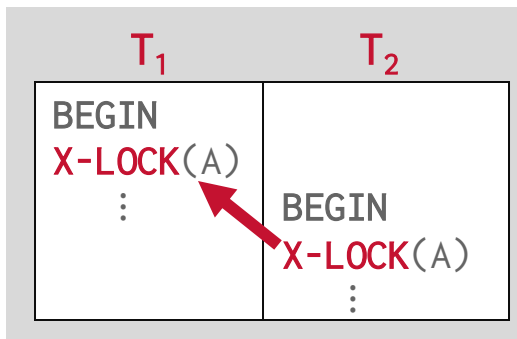 T1 T2
BEGIN
X-LOCK(A)
⋮
BEGIN
X-LOCK(A)
⋮